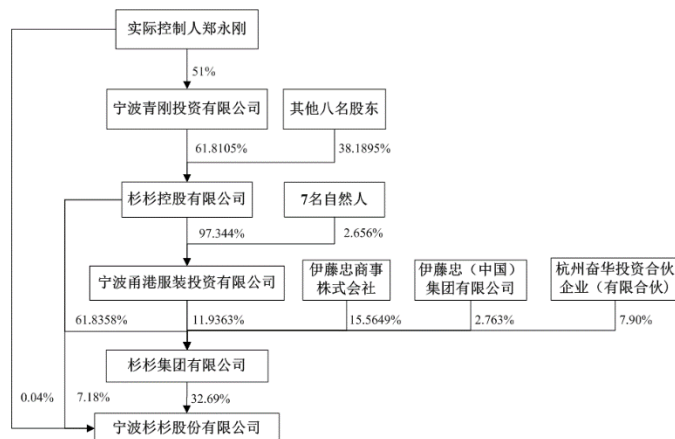 实际控制人郑永刚
51%
宁波青刚投资有限公司
其他八名股东
61.8105%
38.1895%
杉杉控股有限公司
7名自然人
97.344%
2.656%
宁波甬港服装投资有限公司
伊藤忠商事
株式会社
伊藤忠（中国）
集团有限公司
杭州奋华投资合伙
企业（有限合伙）
61.8358%
11.9363%
15.5649%
2.763%
7.90%
杉杉集团有限公司
0.04%
7.18%
32.69%
宁波杉杉股份有限公司